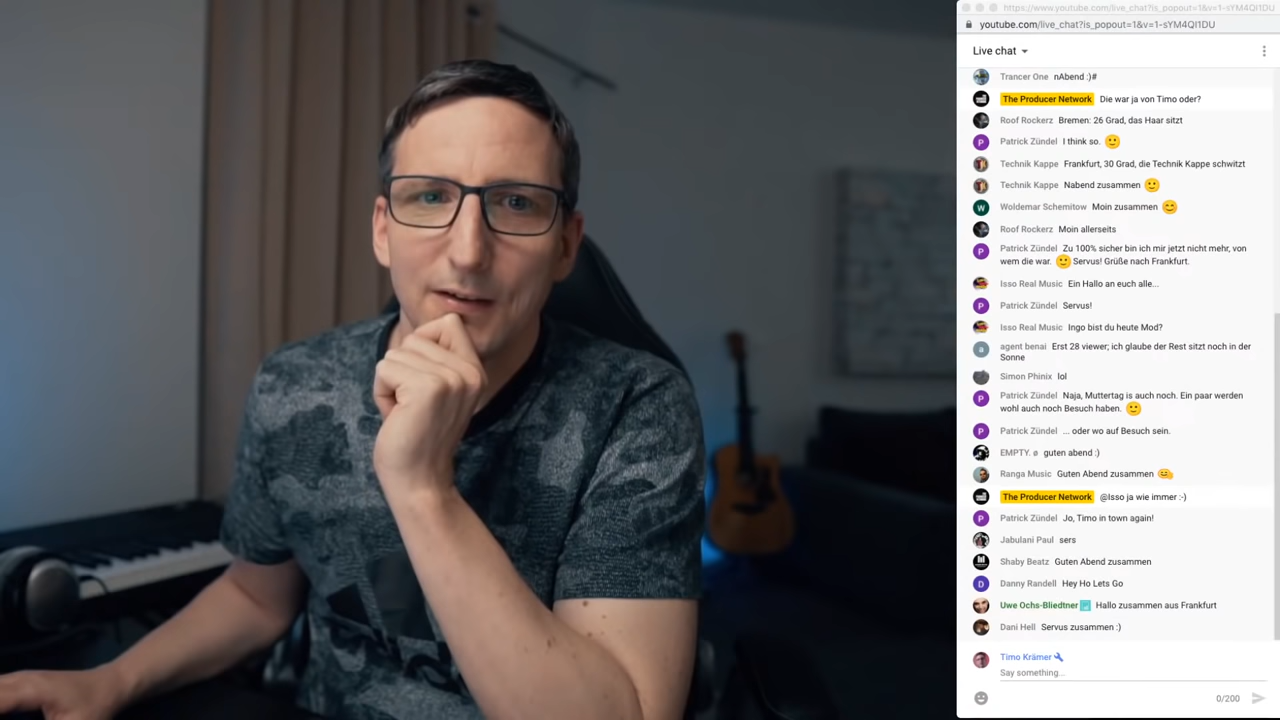 https://www.youtube.com/live_chat?is_popout=1&v=1-sYM4QI1DU
youtube.com/live_chat?is_popout=1&v=1-sYM4QI1DU
Live chat
Trancer One nAbend :)#
The Producer Network Die war ja von Timo oder?
Roof Rockerz Bremen: 26 Grad, das Haar sitzt
P Patrick Zündel I think so. 🙂
Technik Kappe Frankfurt, 30 Grad, die Technik Kappe schwitzt
Technik Kappe Nabend zusammen 🙂
W Woldemar Schemitow Moin zusammen 😊
Roof Rockerz Moin allerseits
P Patrick Zündel Zu 100% sicher bin ich mir jetzt nicht mehr, von
wem die war. 🙂 Servus! Grüße nach Frankfurt.
Isso Real Music Ein Hallo an euch alle...
P Patrick Zündel Servus!
Isso Real Music Ingo bist du heute Mod?
a agent benai Erst 28 viewer; ich glaube der Rest sitzt noch in der
Sonne
Simon Phinix lol
P Patrick Zündel Naja, Muttertag is auch noch. Ein paar werden
wohl auch noch Besuch haben. 🙂
P Patrick Zündel ... oder wo auf Besuch sein.
EMPTY. ø guten abend :)
Ranga Music Guten Abend zusammen
The Producer Network @Isso ja wie immer :-)
P Patrick Zündel Jo, Timo in town again!
Jabulani Paul sers
Shaby Beatz Guten Abend zusammen
D Danny Randell Hey Ho Lets Go
Uwe Ochs-Bliedtner Hallo zusammen aus Frankfurt
Dani Hell Servus zusammen :)
Timo Krämer
Say something...
0/200